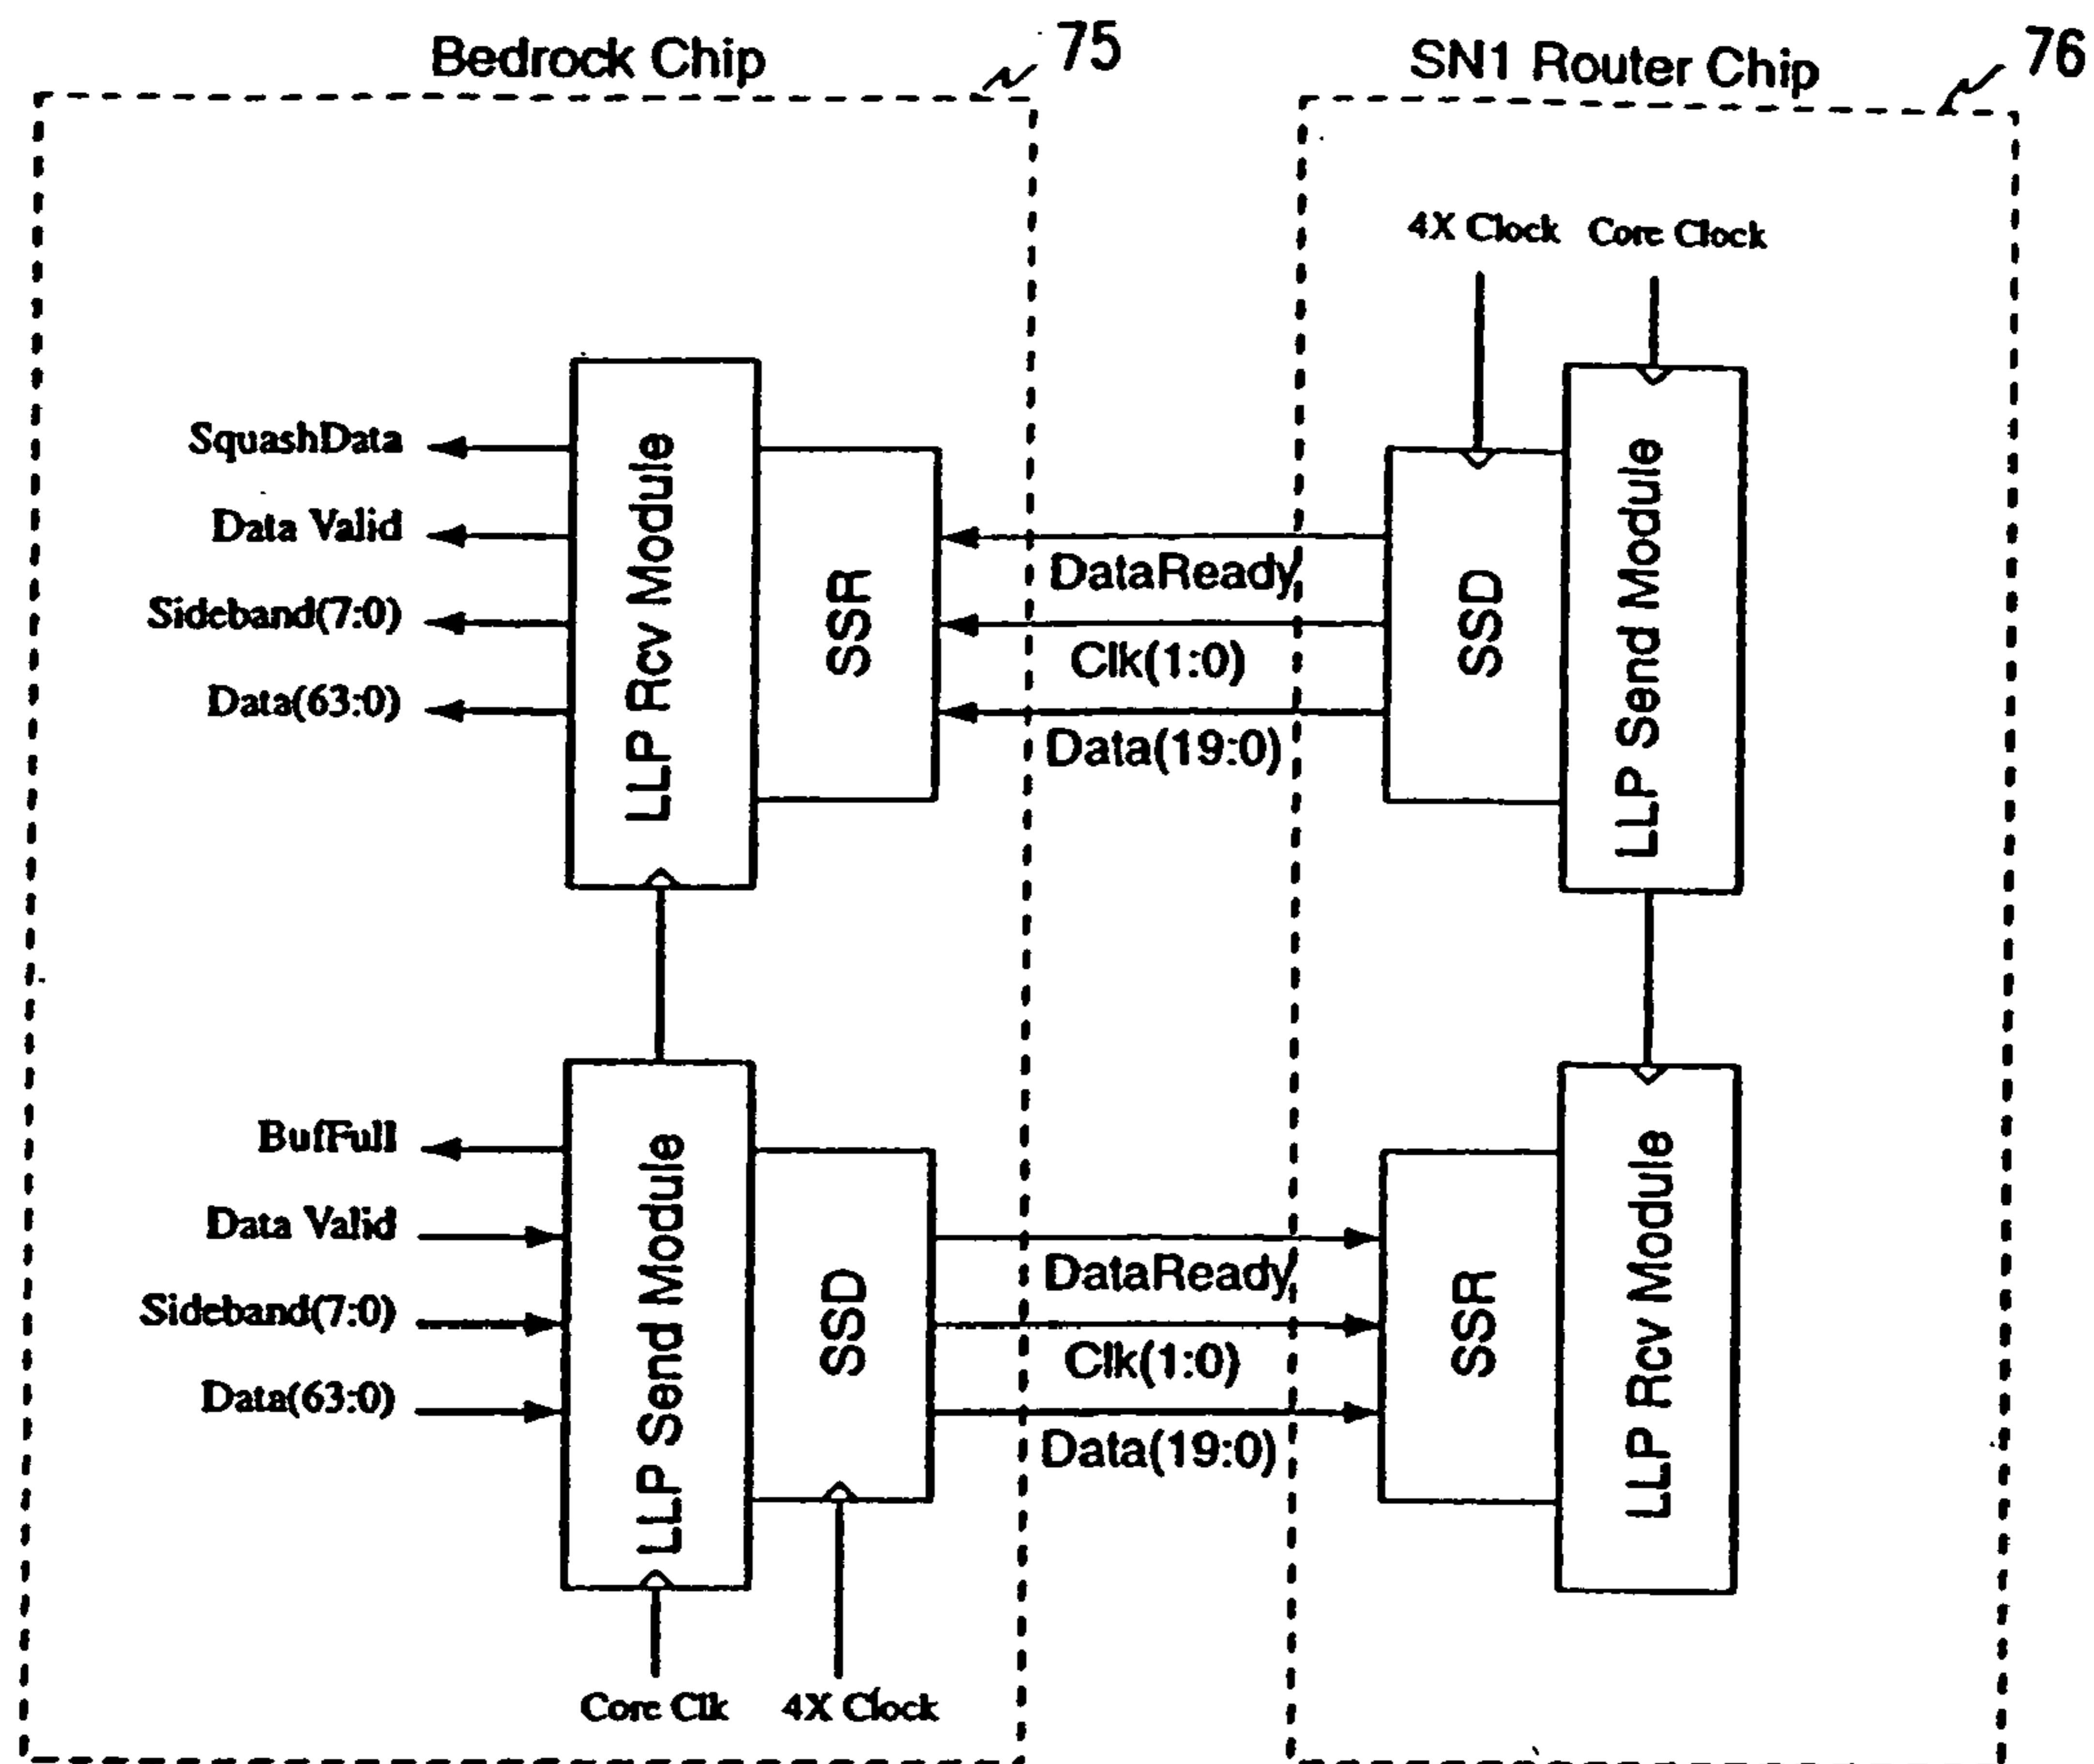 Bedrock Chip
75
SN1 Router Chip
76
4X Clock
Core Clock
SquashData
Data Valid
Sideband(7:0)
Data(63:0)
LLP Rcv Module
SSR
DataReady
Clk(1:0)
Data(19:0)
SSD
LLP Send Module
BufFull
Data Valid
Sideband(7:0)
Data(63:0)
LLP Send Module
SSD
DataReady
Clk(1:0)
Data(19:0)
SSR
LLP Rcv Module
Core Clk
4X Clock